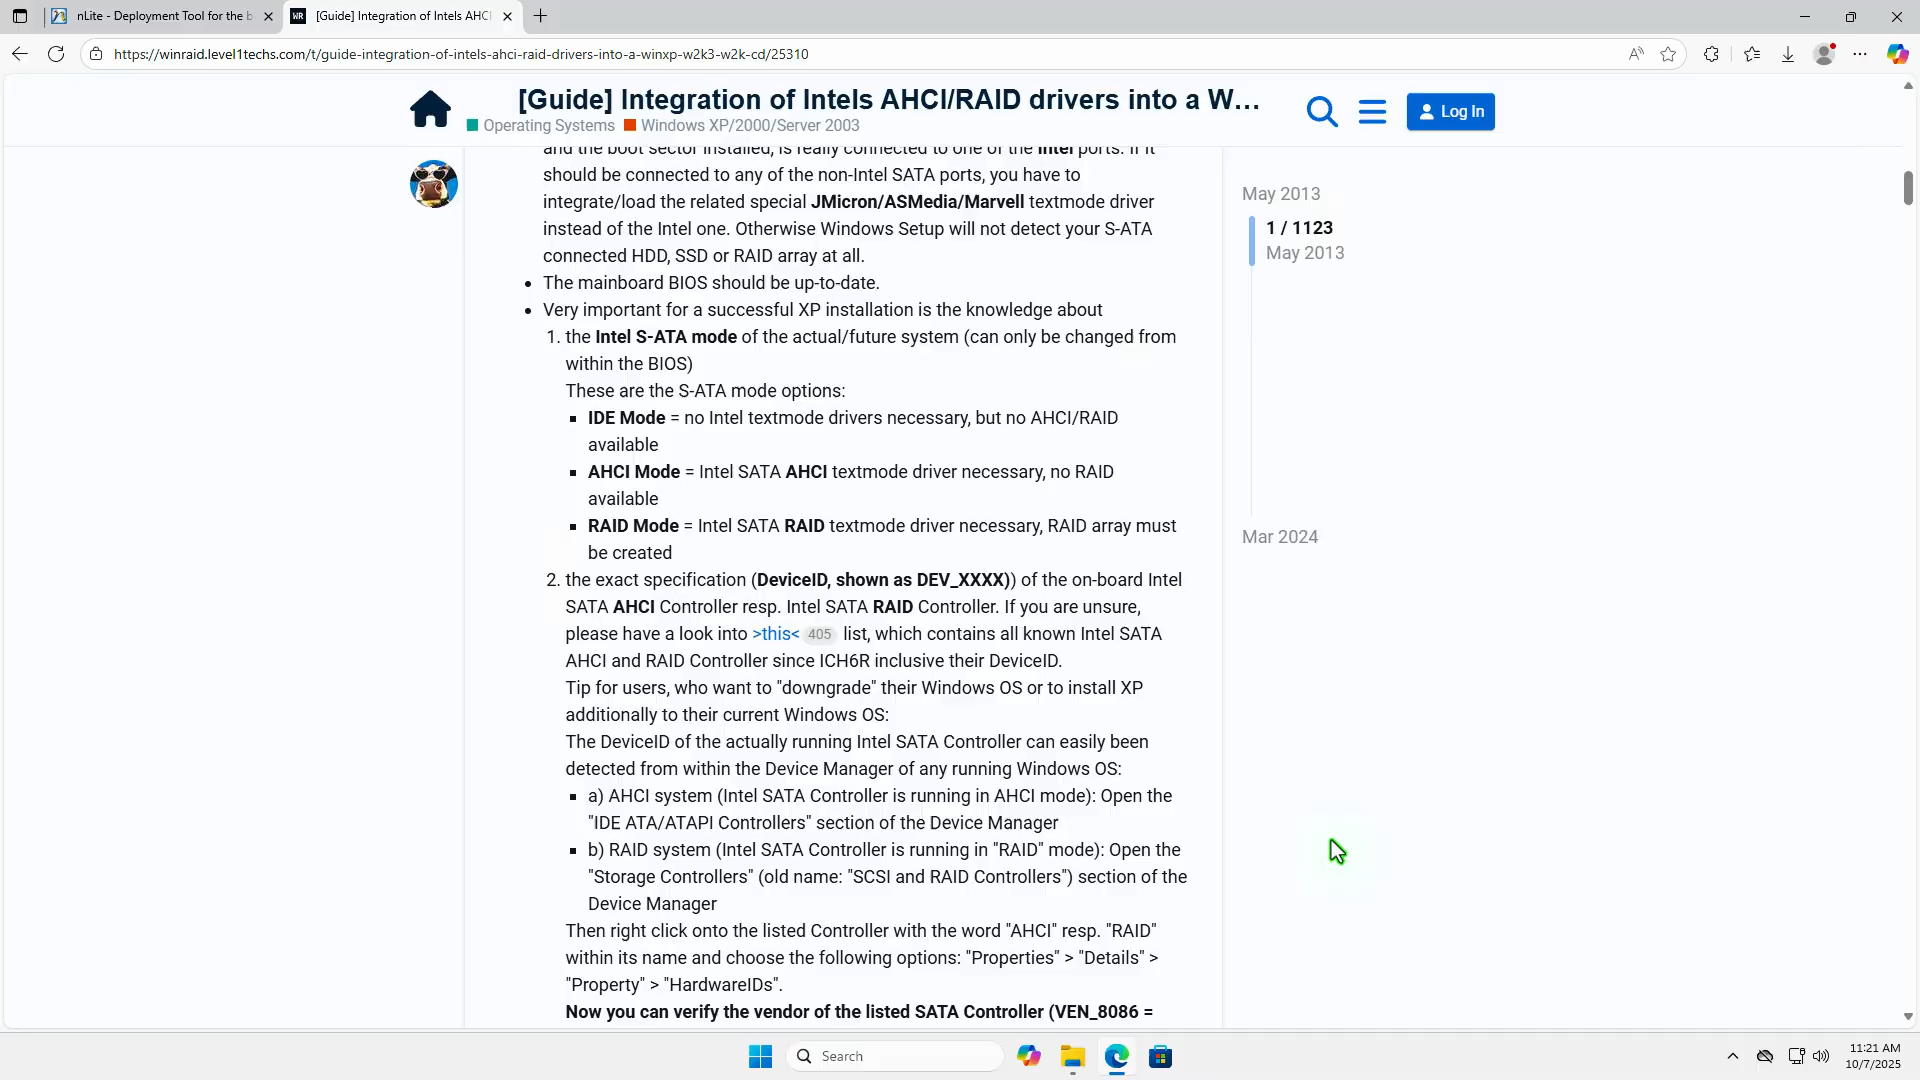 nLite - Deployment Tool for the b
[Guide] Integration of Intels AHCI
https://winraid.level1techs.com/t/guide-integration-of-intels-ahci-raid-drivers-into-a-winxp-w2k3-w2k-cd/25310
[Guide] Integration of Intels AHCI/RAID drivers into a W...
Operating Systems Windows XP/2000/Server 2003
Log In
and the boot sector installed, is really connected to one of the Intel ports. If it
should be connected to any of the non-Intel SATA ports, you have to
integrate/load the related special JMicron/ASMedia/Marvell textmode driver
instead of the Intel one. Otherwise Windows Setup will not detect your S-ATA
connected HDD, SSD or RAID array at all.
• The mainboard BIOS should be up-to-date.
• Very important for a successful XP installation is the knowledge about
1. the Intel S-ATA mode of the actual/future system (can only be changed from
within the BIOS)
These are the S-ATA mode options:
▪ IDE Mode = no Intel textmode drivers necessary, but no AHCI/RAID
available
▪ AHCI Mode = Intel SATA AHCI textmode driver necessary, no RAID
available
▪ RAID Mode = Intel SATA RAID textmode driver necessary, RAID array must
be created
2. the exact specification (DeviceID, shown as DEV_XXXX)) of the on-board Intel
SATA AHCI Controller resp. Intel SATA RAID Controller. If you are unsure,
please have a look into >this< 405 list, which contains all known Intel SATA
AHCI and RAID Controller since ICH6R inclusive their DeviceID.
Tip for users, who want to "downgrade" their Windows OS or to install XP
additionally to their current Windows OS:
The DeviceID of the actually running Intel SATA Controller can easily been
detected from within the Device Manager of any running Windows OS:
▪ a) AHCI system (Intel SATA Controller is running in AHCI mode): Open the
"IDE ATA/ATAPI Controllers" section of the Device Manager
▪ b) RAID system (Intel SATA Controller is running in "RAID" mode): Open the
"Storage Controllers" (old name: "SCSI and RAID Controllers") section of the
Device Manager
Then right click onto the listed Controller with the word "AHCI" resp. "RAID"
within its name and choose the following options: "Properties" > "Details" >
"Property" > "HardwareIDs".
Now you can verify the vendor of the listed SATA Controller (VEN_8086 =
May 2013
1 / 1123
May 2013
Mar 2024
Search
11:21 AM
10/7/2025